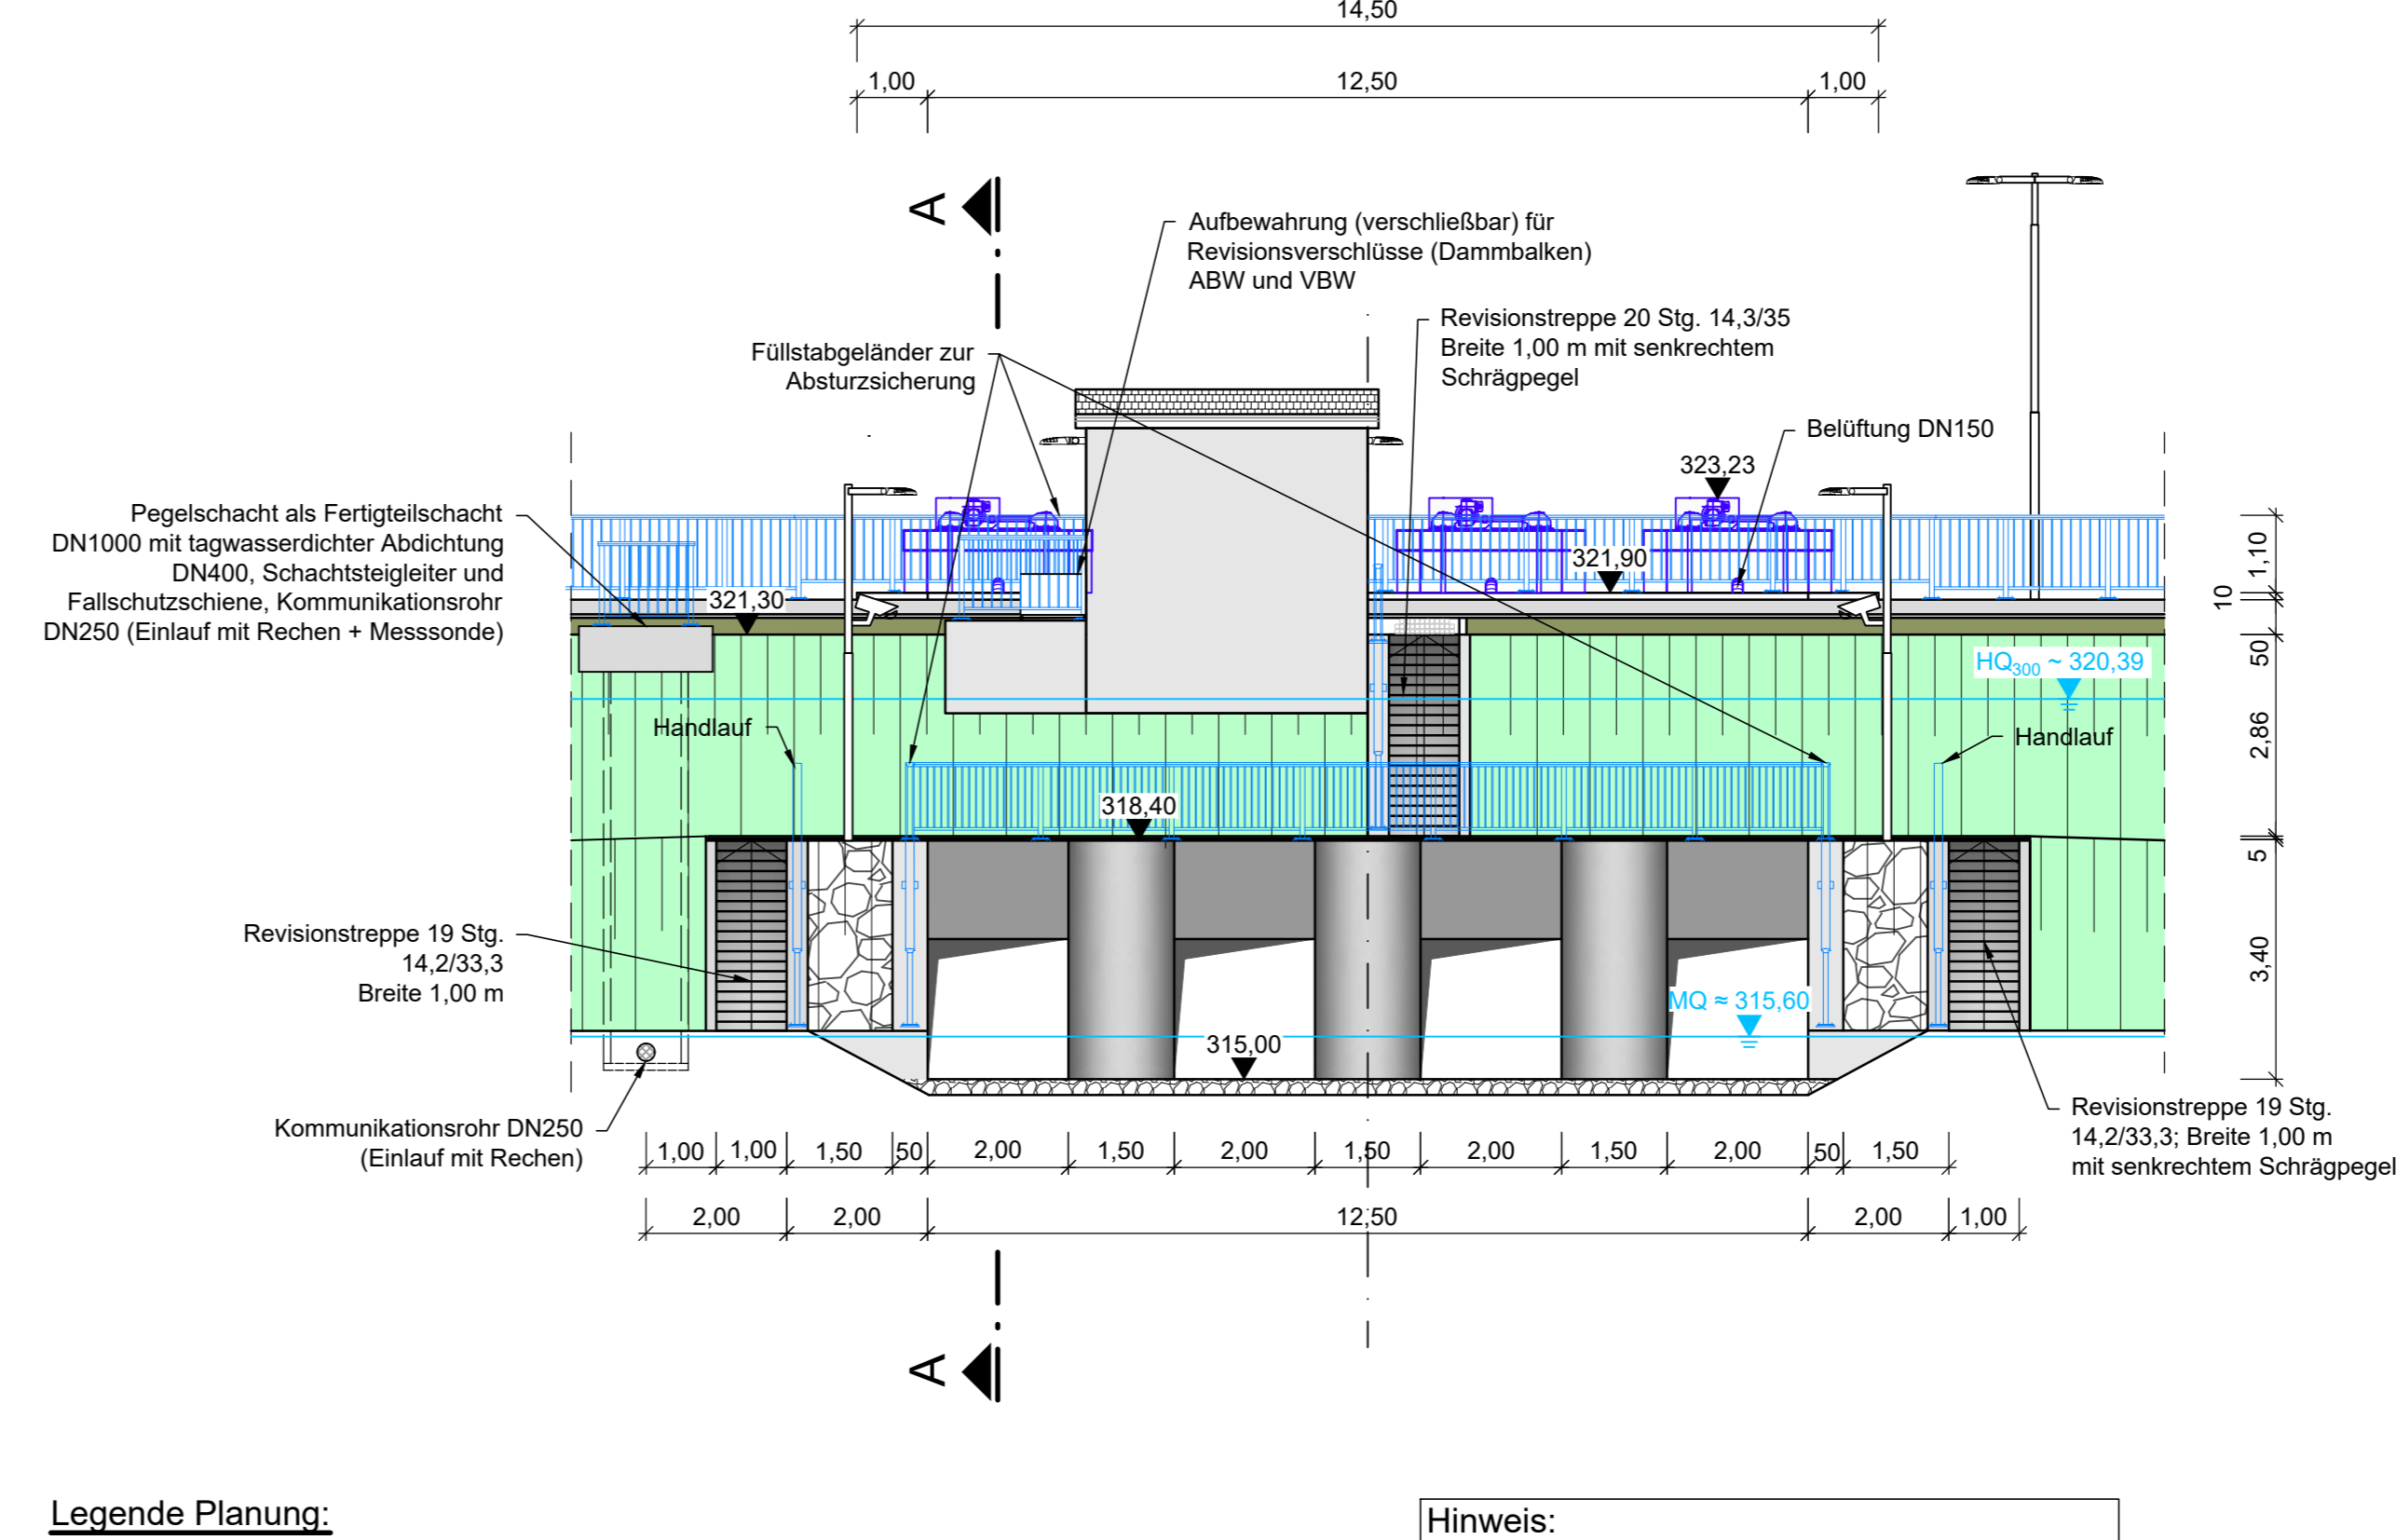 14,50
1,00
12,50
1,00
A
Aufbewahrung (verschließbar) für
Revisionsverschlüsse (Dammbalken)
ABW und VBW
Revisionstreppe 20 Stg. 14,3/35
Breite 1,00 m mit senkrechtem
Schrägpegel
Füllstabgeländer zur
Absturzsicherung
Belüftung DN150
323,23
Pegelschacht als Fertigteilschacht
DN1000 mit tagwasserdichter Abdichtung
DN400, Schachtsteigleiter und
Fallschutzschiene, Kommunikationsrohr
DN250 (Einlauf mit Rechen + Messsonde)
321,90
321,30
1,10
10
50
2,86
5
3,40
HQ300 ~ 320,39
Handlauf
Handlauf
318,40
Revisionstreppe 19 Stg.
14,2/33,3
Breite 1,00 m
MQ ≈ 315,60
315,00
Kommunikationsrohr DN250
(Einlauf mit Rechen)
Revisionstreppe 19 Stg.
14,2/33,3; Breite 1,00 m
mit senkrechtem Schrägpegel
1,00
1,00
1,50
50
2,00
1,50
2,00
1,50
2,00
1,50
2,00
50
1,50
2,00
2,00
12,50
2,00
1,00
A
Legende Planung:
Hinweis: